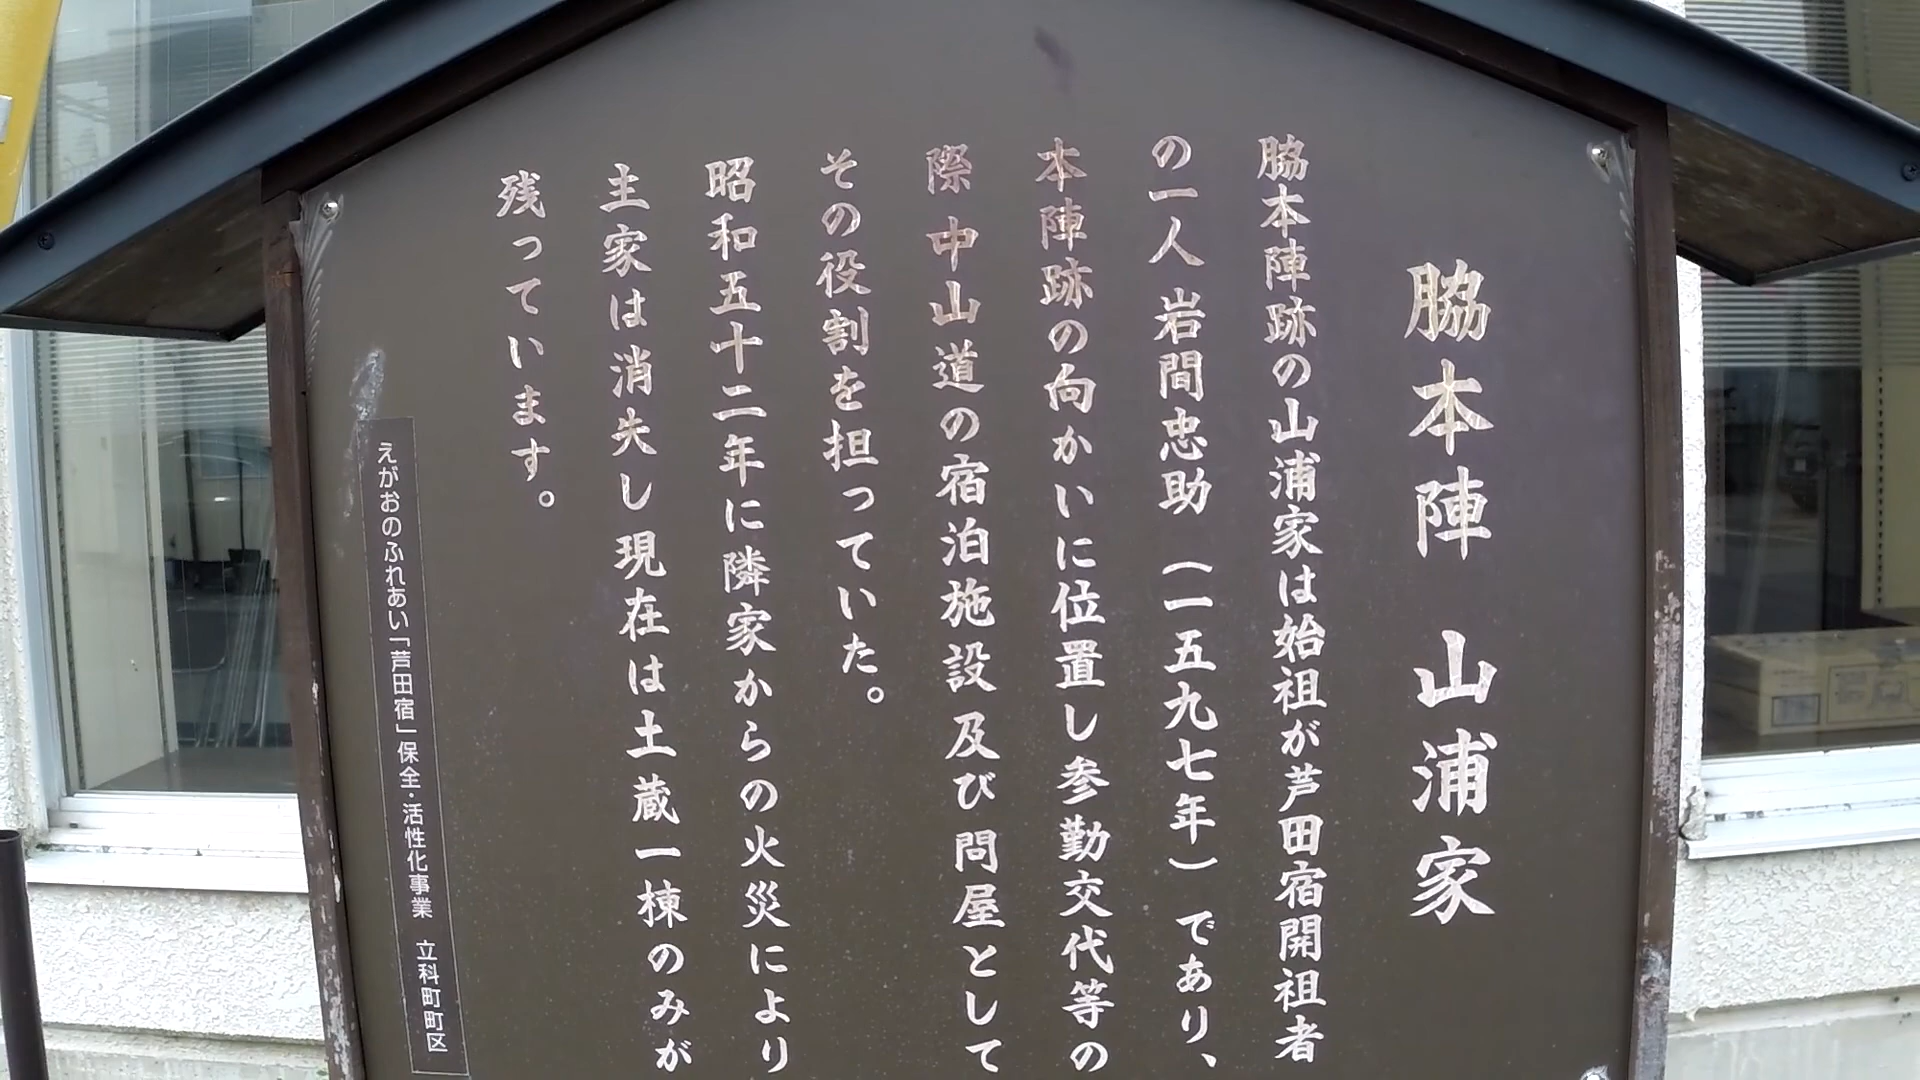 脇本陣 山浦家
脇本陣跡の山浦家は始祖が芦田宿開祖者
の一人 岩間忠助 (一五九七年) であり、
本陣跡の向かいに位置し参勤交代等の
際 中山道の宿泊施設及び問屋として
その役割を担っていた。
昭和五十二年に隣家からの火災により
主家は消失し現在は土蔵一棟のみが
残っています。
えがおのふれあい「芦田宿」保全・活性化事業 立科町町区